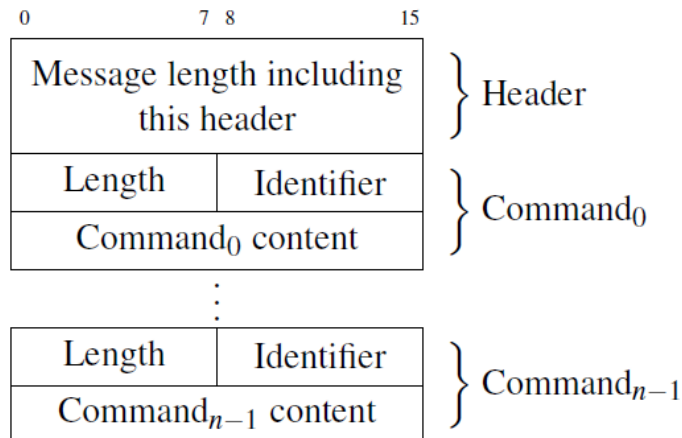 0 7 8 15
Message length including
this header
Header
Length Identifier
Command₀ content
Command₀
⋮
Length Identifier
Commandₙ₋₁ content
Commandₙ₋₁